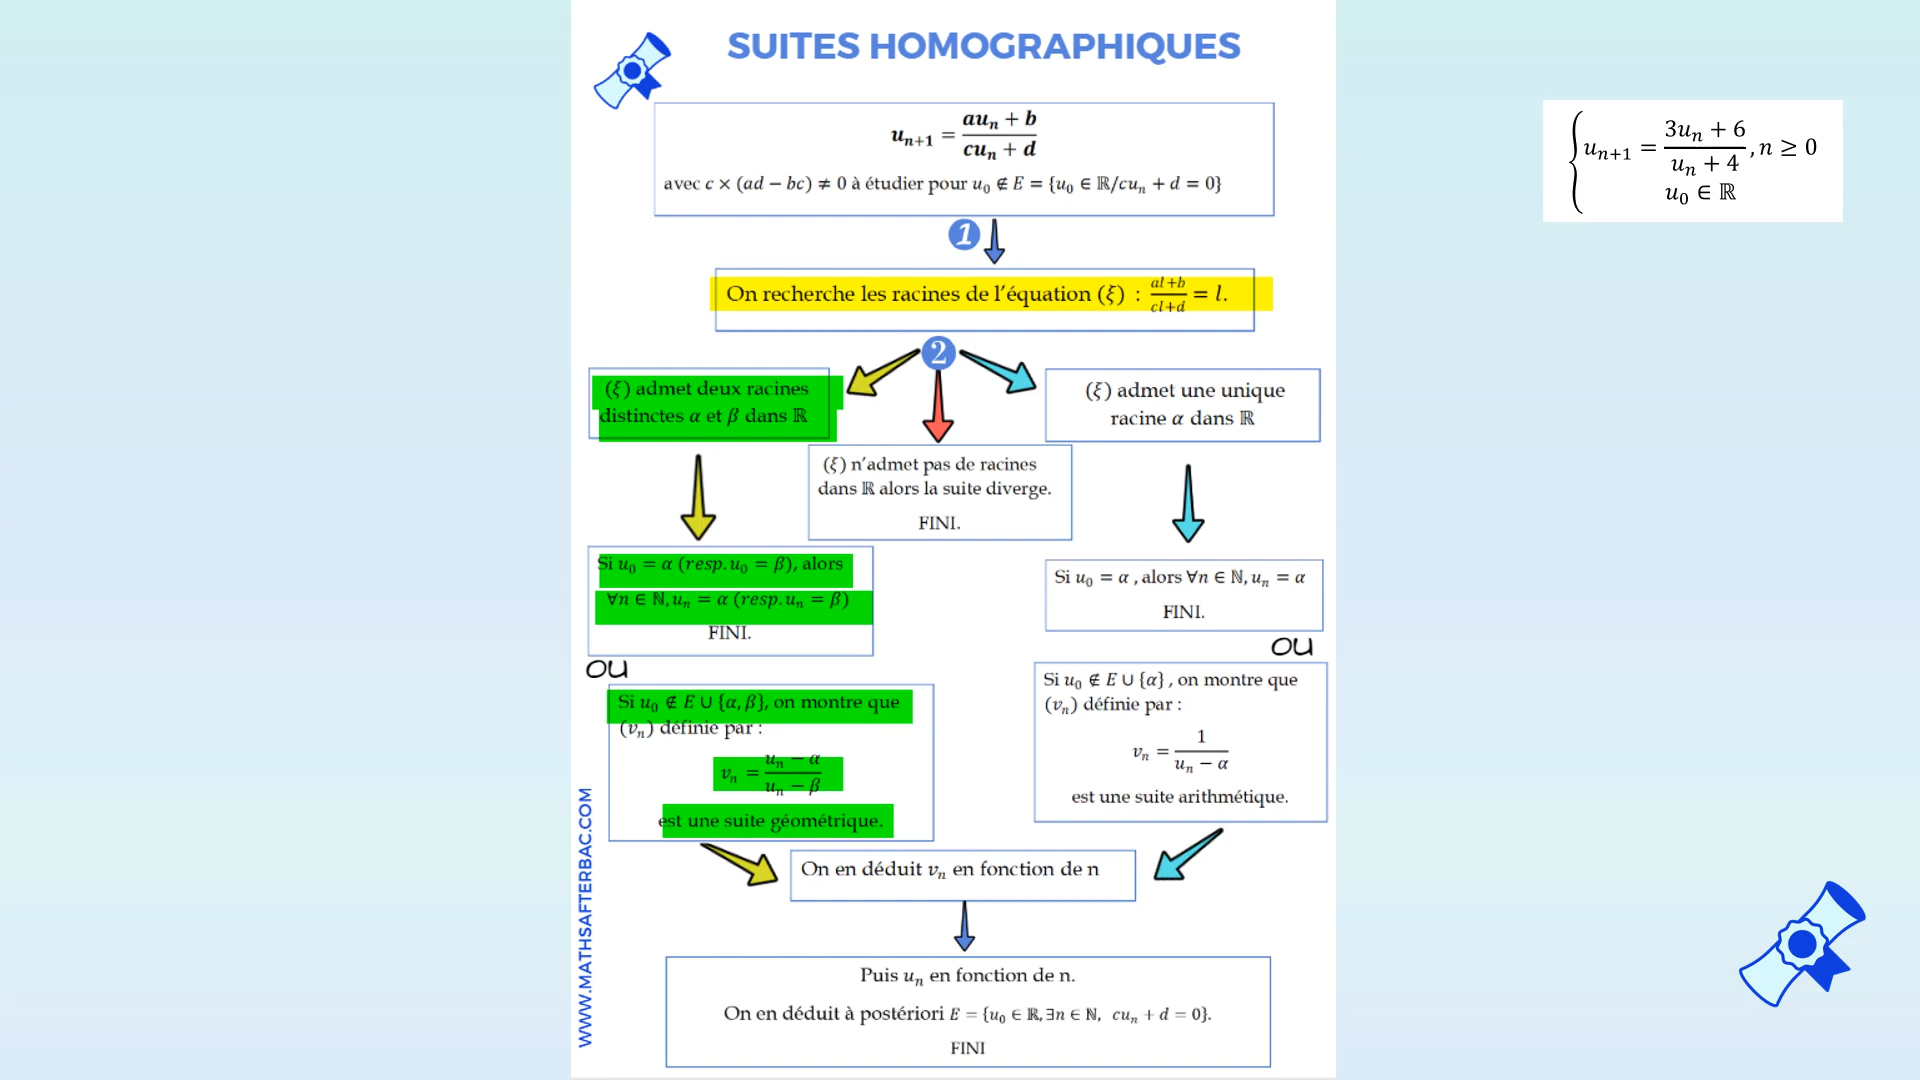 SUITES HOMOGRAPHIQUES
u_{n+1} = \frac{au_n + b}{cu_n + d}
avec c × (ad − bc) ≠ 0 à étudier pour u_0 ∉ E = {u_0 ∈ ℝ/cu_n + d = 0}
{ u_{n+1} = \frac{3u_n + 6}{u_n + 4}, n ≥ 0
u_0 ∈ ℝ
1
On recherche les racines de l'équation (ξ) : \frac{al+b}{cl+d} = l.
2
(ξ) admet deux racines
distinctes α et β dans ℝ
(ξ) n'admet pas de racines
dans ℝ alors la suite diverge.
FINI.
(ξ) admet une unique
racine α dans ℝ
Si u_0 = α (resp. u_0 = β), alors
∀n ∈ ℕ, u_n = α (resp. u_n = β)
FINI.
OU
Si u_0 ∉ E ∪ {α, β}, on montre que
(v_n) définie par :
v_n = \frac{u_n − α}{u_n − β}
est une suite géométrique.
Si u_0 = α , alors ∀n ∈ ℕ, u_n = α
FINI.
OU
Si u_0 ∉ E ∪ {α} , on montre que
(v_n) définie par :
v_n = \frac{1}{u_n − α}
est une suite arithmétique.
On en déduit v_n en fonction de n
Puis u_n en fonction de n.
On en déduit à postériori E = {u_0 ∈ ℝ, ∃n ∈ ℕ, cu_n + d = 0}.
FINI
WWW.MATHSAFTERBAC.COM